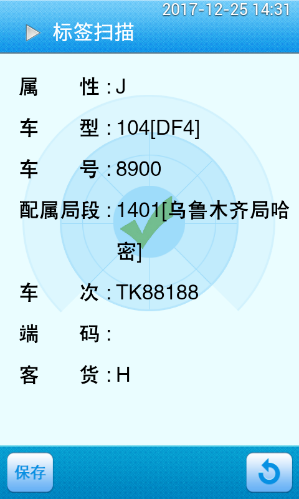 2017-12-25 14:31
标签扫描
属 性:J
车 型:104[DF4]
车 号:8900
配属局段:1401[乌鲁木齐局哈
密]
车 次:TK88188
端 码:
客 货:H
保存